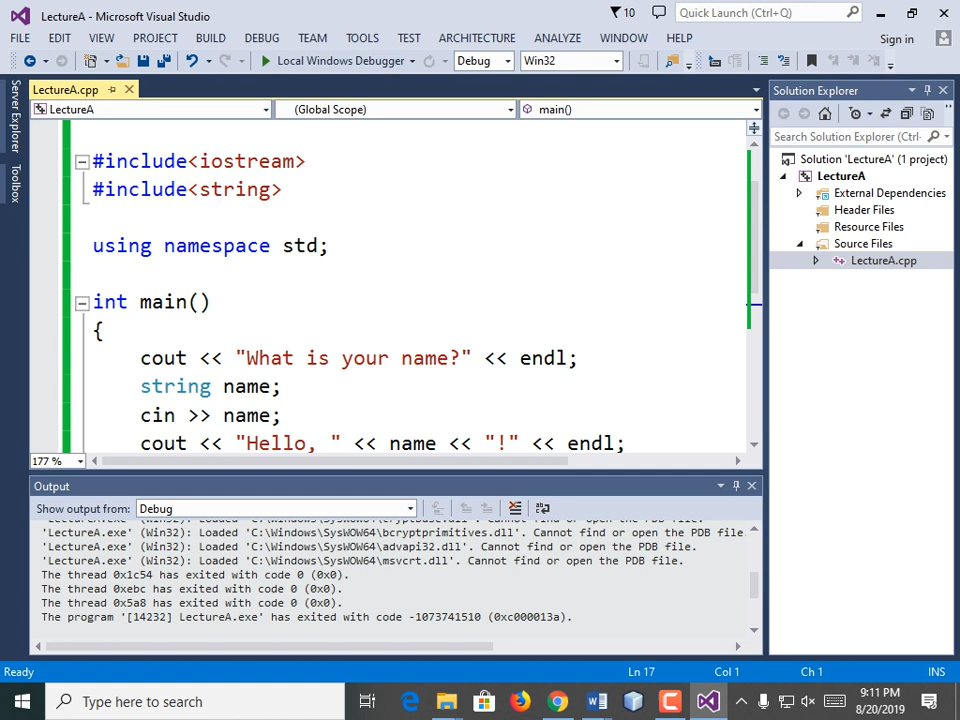 LectureA - Microsoft Visual Studio
10
Quick Launch (Ctrl+Q)
FILE EDIT VIEW PROJECT BUILD DEBUG TEAM TOOLS TEST ARCHITECTURE ANALYZE WINDOW HELP
Sign in
Local Windows Debugger Debug Win32
Server Explorer
Toolbox
LectureA.cpp
LectureA (Global Scope) main()
#include<iostream>
#include<string>
using namespace std;
int main()
{
cout << "What is your name?" << endl;
string name;
cin >> name;
cout << "Hello, " << name << "!" << endl;
177 %
Solution Explorer
Search Solution Explorer (Ctrl+
Solution 'LectureA' (1 project)
LectureA
External Dependencies
Header Files
Resource Files
Source Files
LectureA.cpp
Output
Show output from: Debug
'LectureA.exe' (Win32): Loaded 'C:\Windows\SysWOW64\bcryptprimitives.dll'. Cannot find or open the PDB file.
'LectureA.exe' (Win32): Loaded 'C:\Windows\SysWOW64\advapi32.dll'. Cannot find or open the PDB file.
'LectureA.exe' (Win32): Loaded 'C:\Windows\SysWOW64\msvcrt.dll'. Cannot find or open the PDB file.
The thread 0x1c54 has exited with code 0 (0x0).
The thread 0xebc has exited with code 0 (0x0).
The thread 0x5a8 has exited with code 0 (0x0).
The program '[14232] LectureA.exe' has exited with code -1073741510 (0xc000013a).
Ready Ln 17 Col 1 Ch 1 INS
Type here to search
9:11 PM
8/20/2019